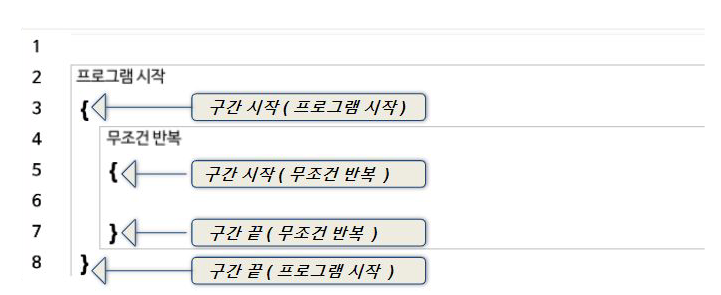 1
2 프로그램 시작
3 { 구간 시작 ( 프로그램 시작 )
4 무조건 반복
5 { 구간 시작 ( 무조건 반복 )
6
7 } 구간 끝 ( 무조건 반복 )
8 } 구간 끝 ( 프로그램 시작 )